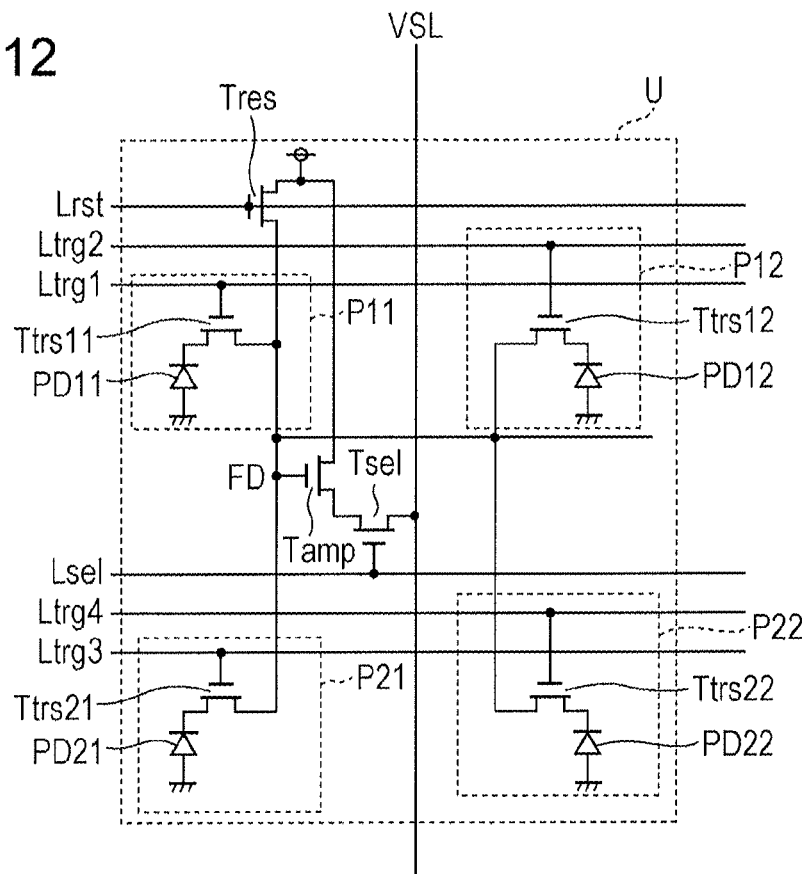 12
VSL
Tres
U
Lrst
Ltrg2
Ltrg1
P12
P11
Ttrs11
Ttrs12
PD11
PD12
FD
Tsel
Tamp
Lsel
Ltrg4
Ltrg3
P22
P21
Ttrs21
Ttrs22
PD21
PD22